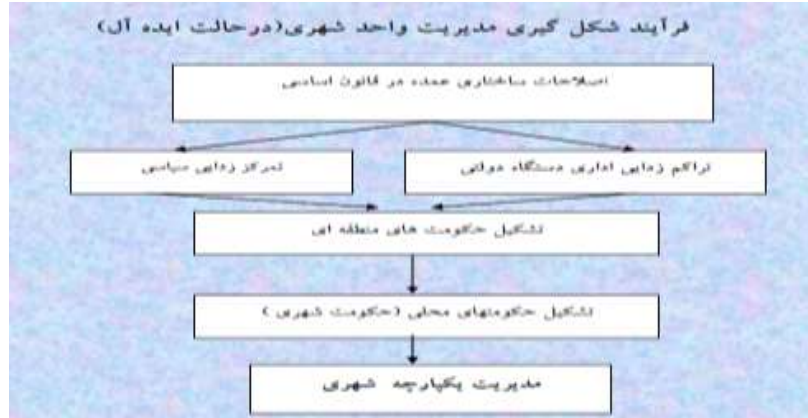 فرآیند شکل گیری مدیریت واحد شهری(درحالت ایده آل)
اصلاحات ساختاری عمده در قانون اساسی
تراکم زدایی اداری دستگاه دولتی
تمرکز زدایی سیاسی
تشکیل حکومت های منطقه ای
تشکیل حکومتهای محلی (حکومت شهری )
مدیریت یکپارچه شهری